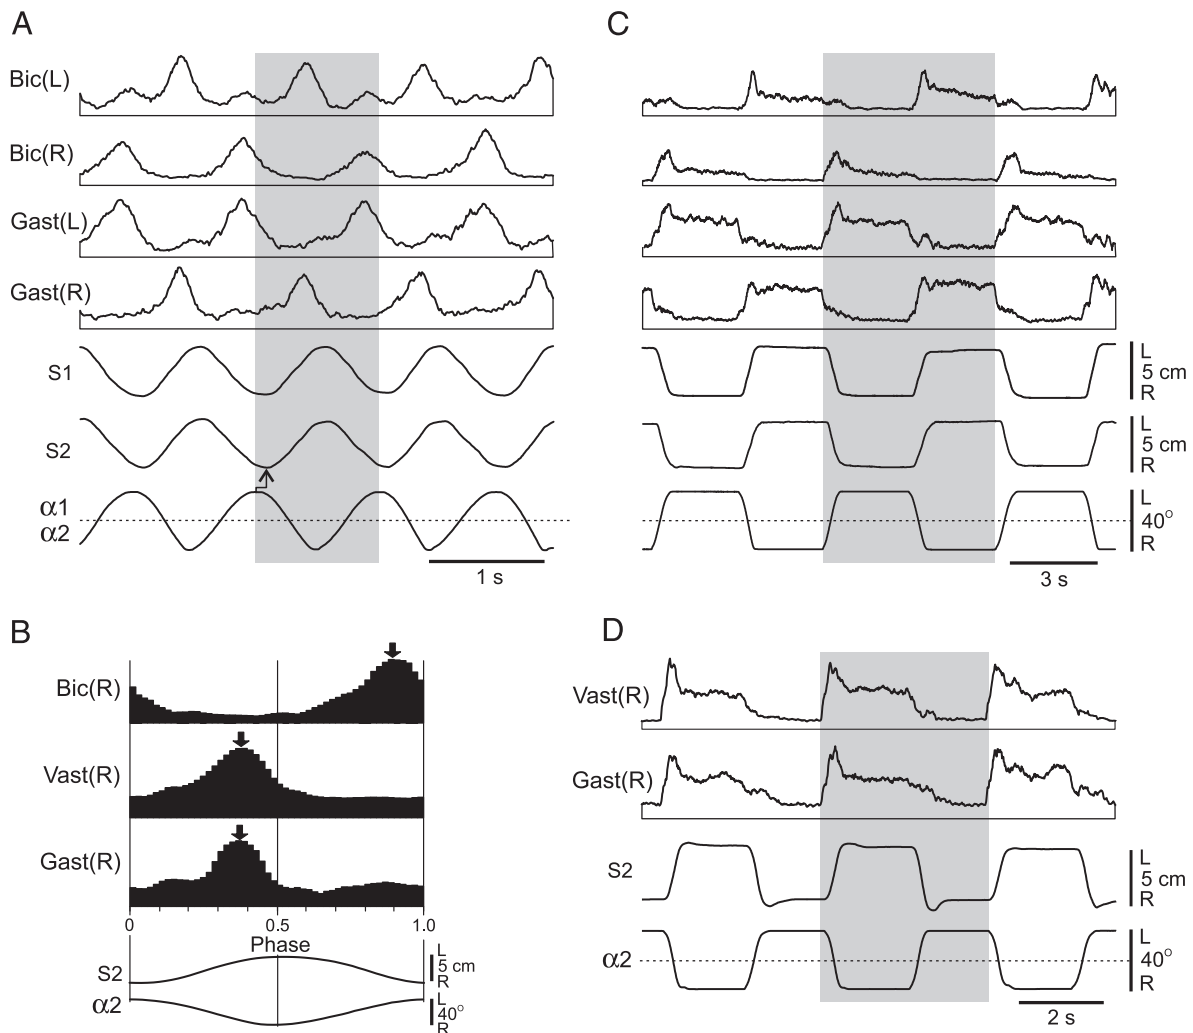 A
Bic(L)
Bic(R)
Gast(L)
Gast(R)
S1
S2
α1
α2
1 s
C
L
5 cm
R
L
5 cm
R
L
40°
R
3 s
B
Bic(R)
Vast(R)
Gast(R)
0 0.5 1.0
Phase
S2
L
5 cm
R
α2
L
40°
R
D
Vast(R)
Gast(R)
S2
L
5 cm
R
α2
L
40°
R
2 s